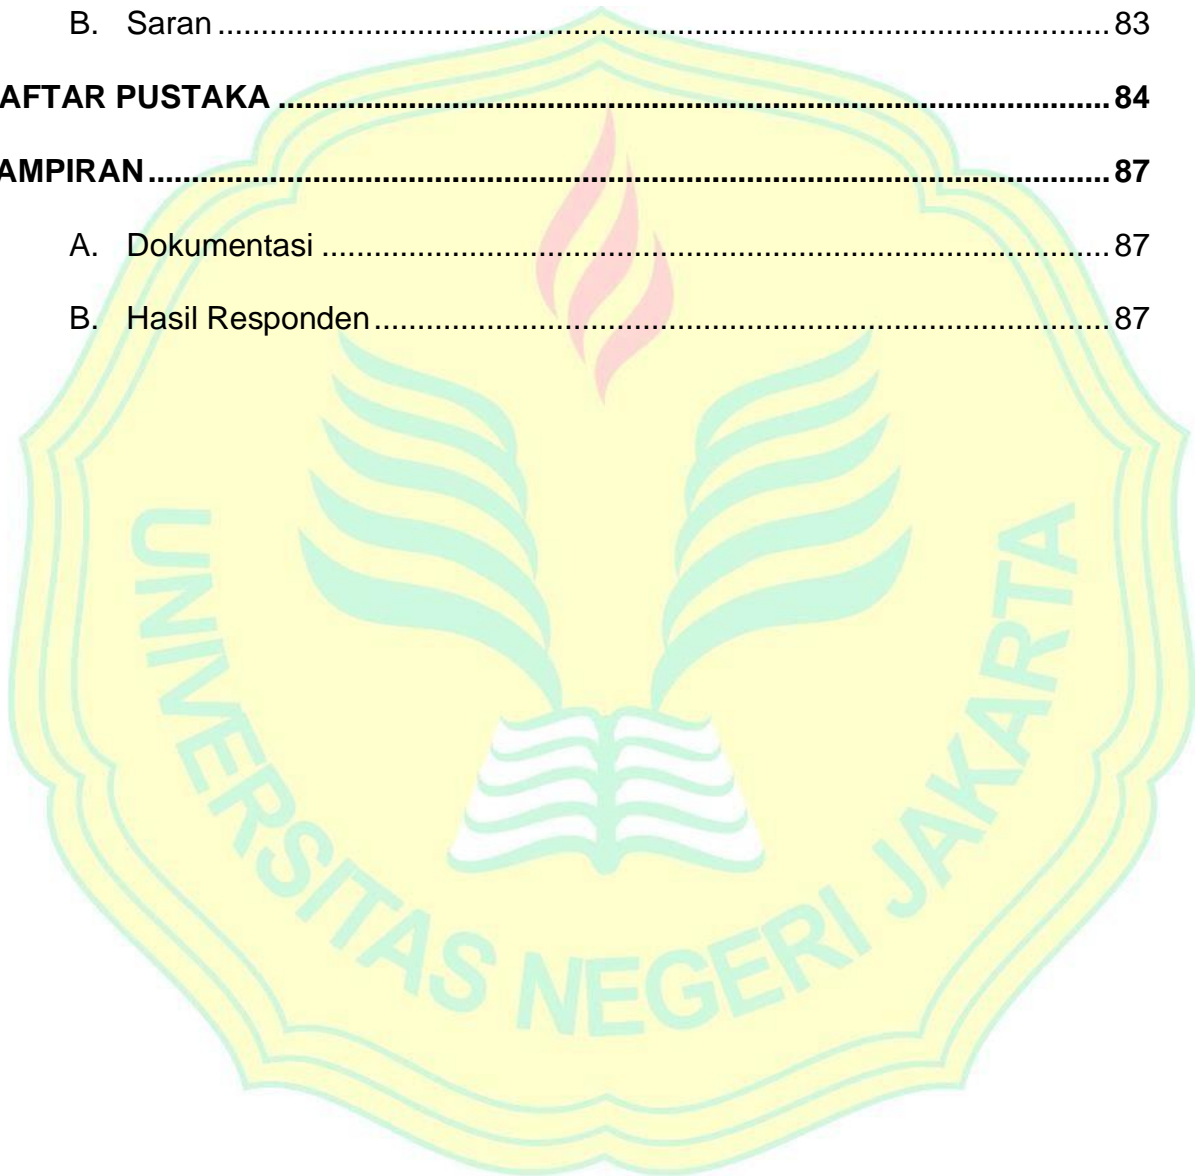 B. Saran ........................................................................................................ 83
AFTAR PUSTAKA ................................................................................................ 84
AMPIRAN ............................................................................................................... 87
A. Dokumentasi ........................................................................................... 87
B. Hasil Responden ..................................................................................... 87
UNIVERSITAS NEGERI JAKARTA